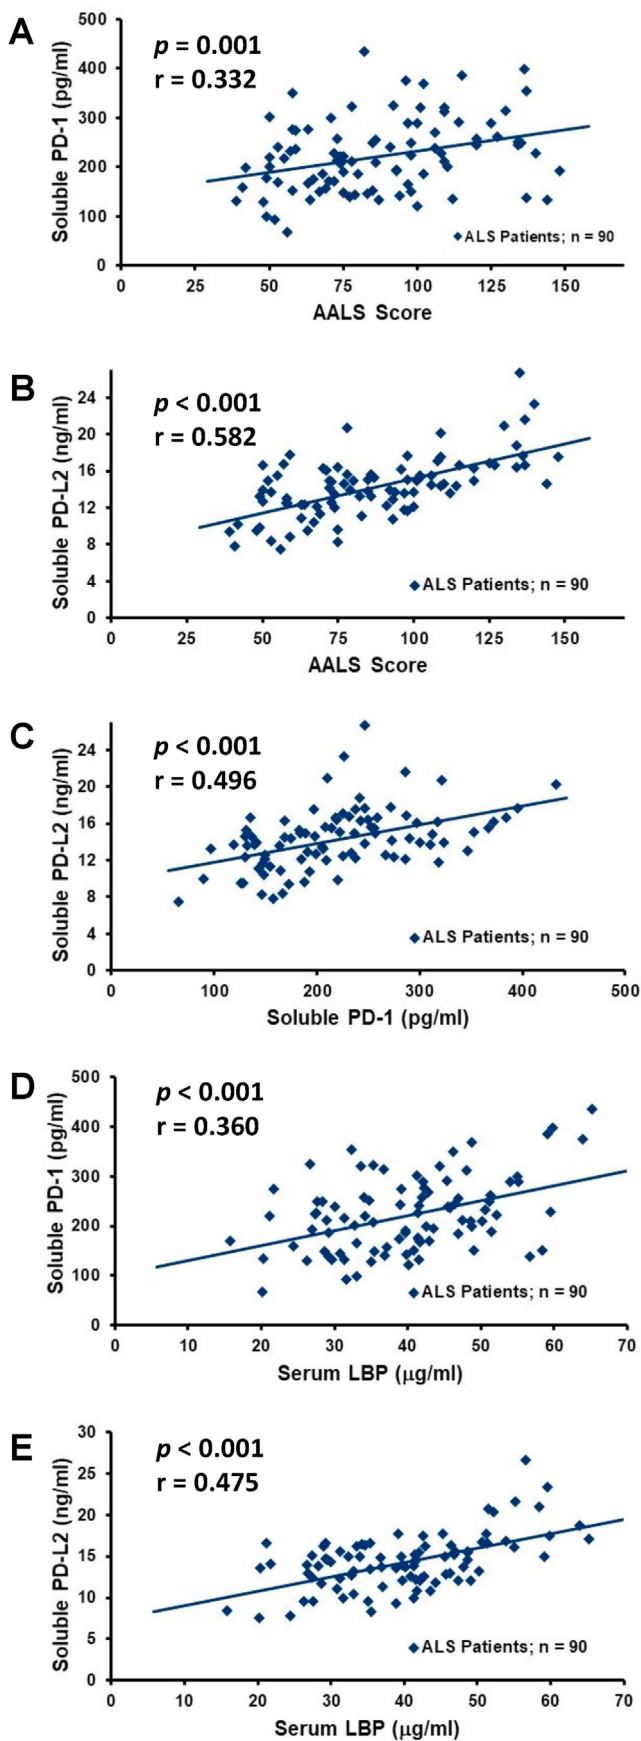 A
Soluble PD-1 (pg/ml)
500
400
300
200
100
0
p = 0.001
r = 0.332
ALS Patients; n = 90
0 25 50 75 100 125 150
AALS Score
B
Soluble PD-L2 (ng/ml)
24
20
16
12
8
4
0
p < 0.001
r = 0.582
ALS Patients; n = 90
0 25 50 75 100 125 150
AALS Score
C
Soluble PD-L2 (ng/ml)
24
20
16
12
8
4
0
p < 0.001
r = 0.496
ALS Patients; n = 90
0 100 200 300 400 500
Soluble PD-1 (pg/ml)
D
Soluble PD-1 (pg/ml)
500
400
300
200
100
0
p < 0.001
r = 0.360
ALS Patients; n = 90
0 10 20 30 40 50 60 70
Serum LBP (μg/ml)
E
Soluble PD-L2 (ng/ml)
30
25
20
15
10
5
0
p < 0.001
r = 0.475
ALS Patients; n = 90
0 10 20 30 40 50 60 70
Serum LBP (μg/ml)